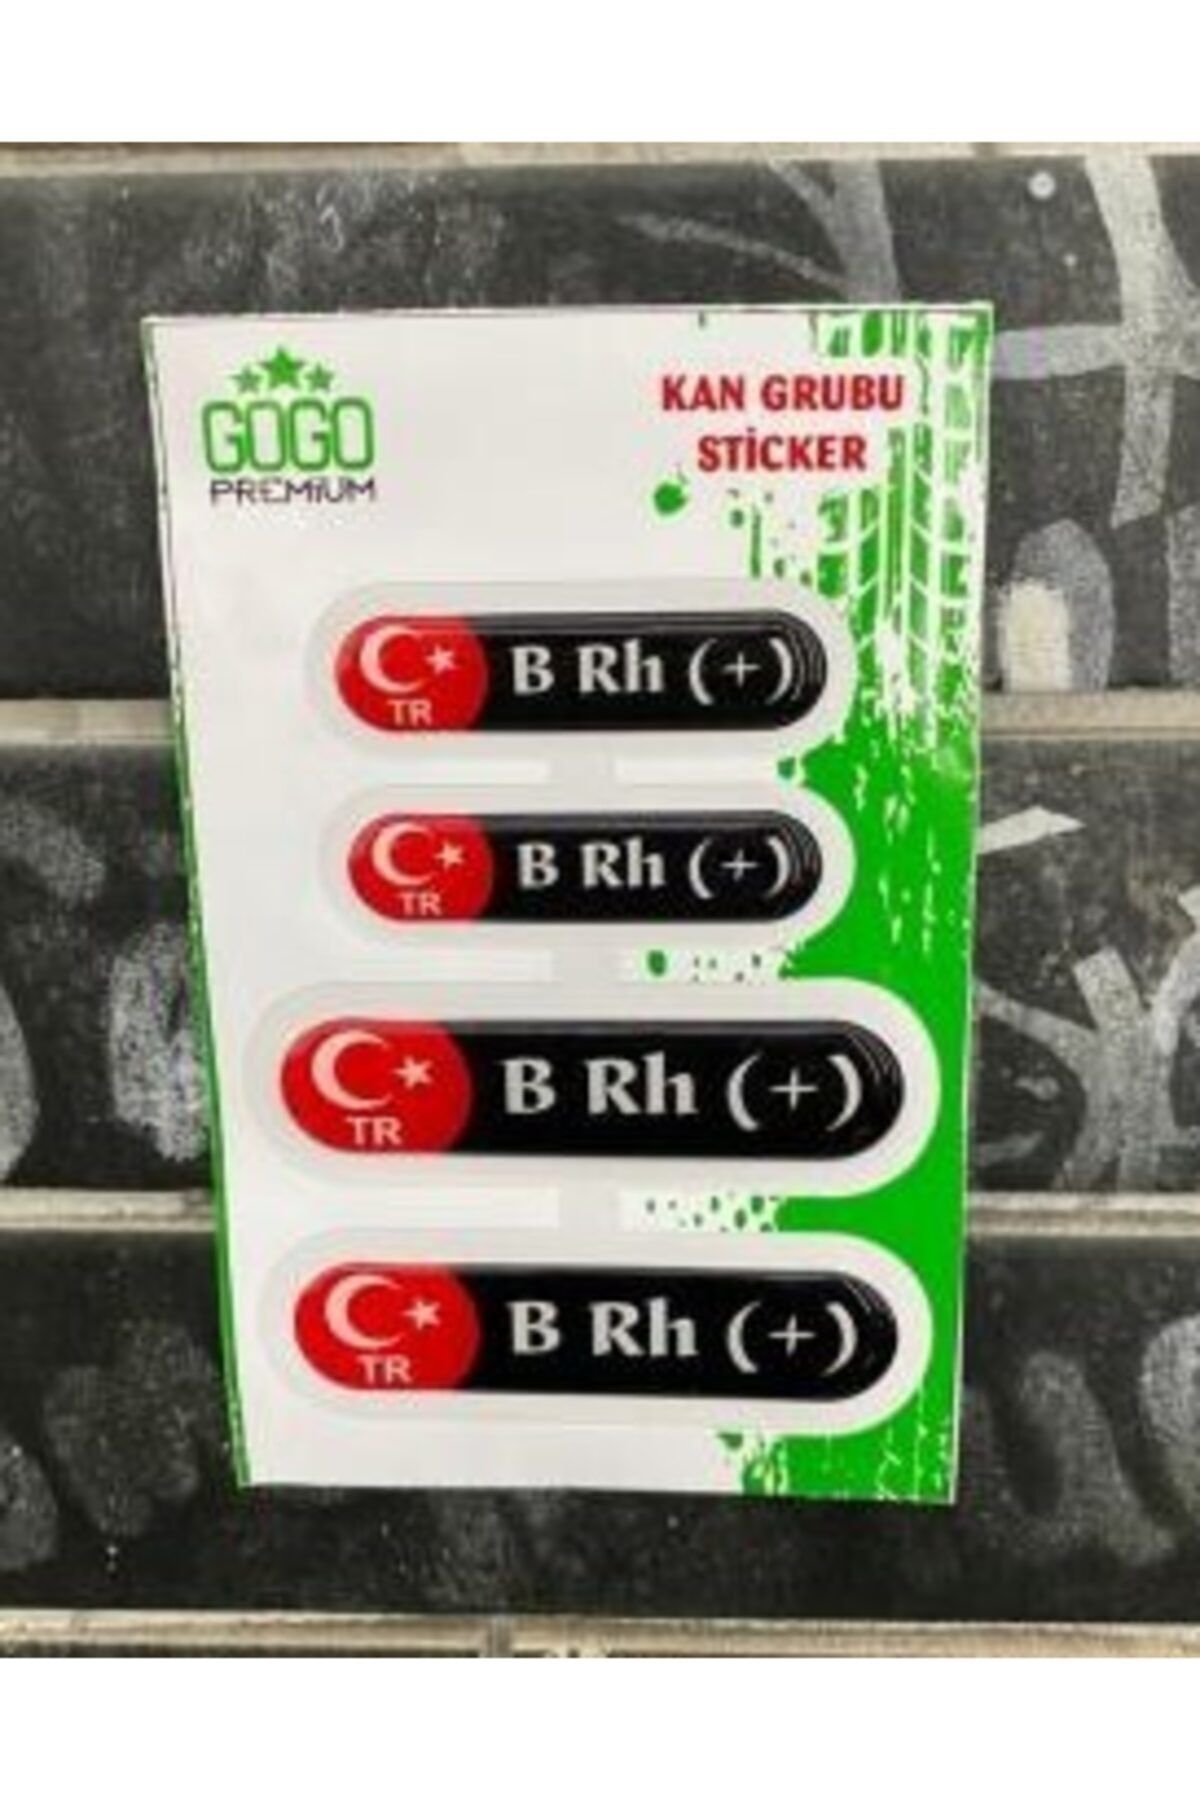 GOGO
PREMIUM
KAN GRUBU
STİCKER
TR
B Rh (+)
TR
B Rh (+)
TR
B Rh (+)
TR
B Rh (+)